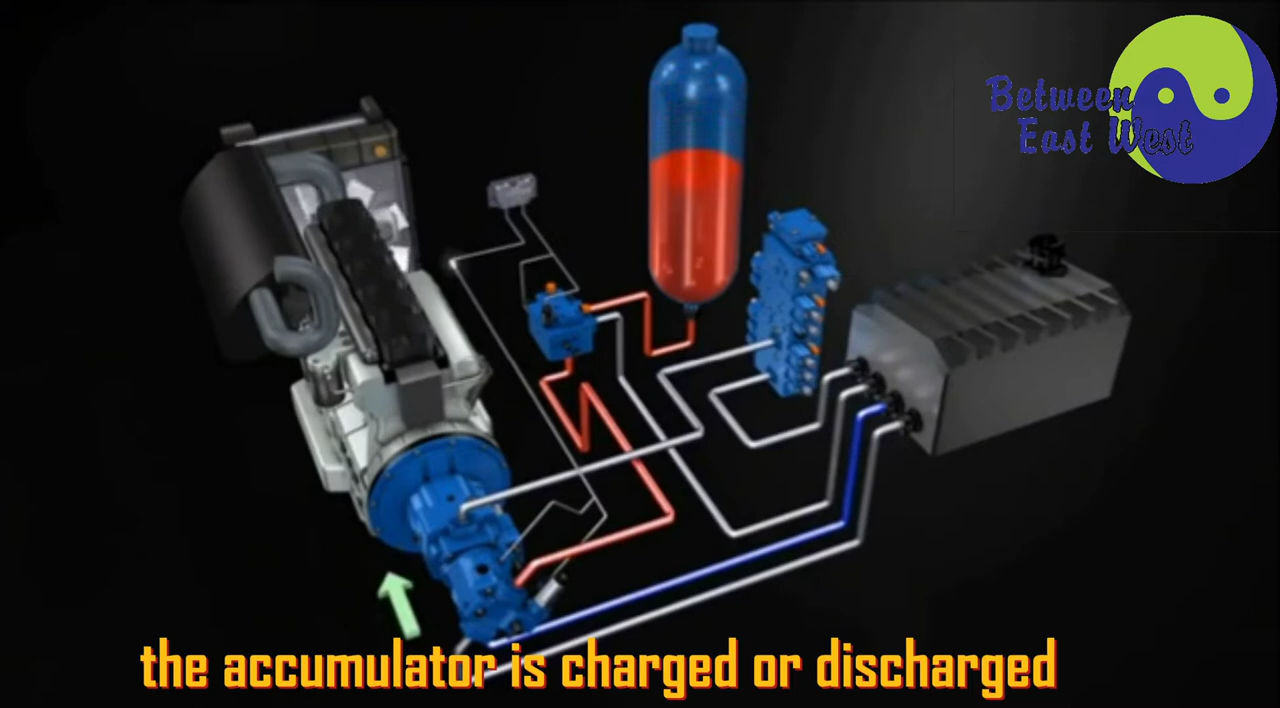 Between
East West
the accumulator is charged or discharged